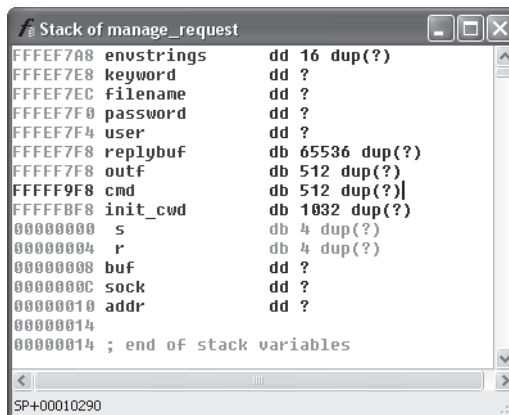 Stack of manage_request
FFFEF7A8 envstrings dd 16 dup(?)
FFFEF7E8 keyword dd ?
FFFEF7EC filename dd ?
FFFEF7F0 password dd ?
FFFEF7F4 user dd ?
FFFEF7F8 replybuf db 65536 dup(?)
FFFFF7F8 outf db 512 dup(?)
FFFFF9F8 cmd db 512 dup(?)
FFFFFBF8 init_cwd db 1032 dup(?)
00000000 s db 4 dup(?)
00000004 r db 4 dup(?)
00000008 buf dd ?
0000000C sock dd ?
00000010 addr dd ?
00000014
00000014 ; end of stack variables
SP+00010290